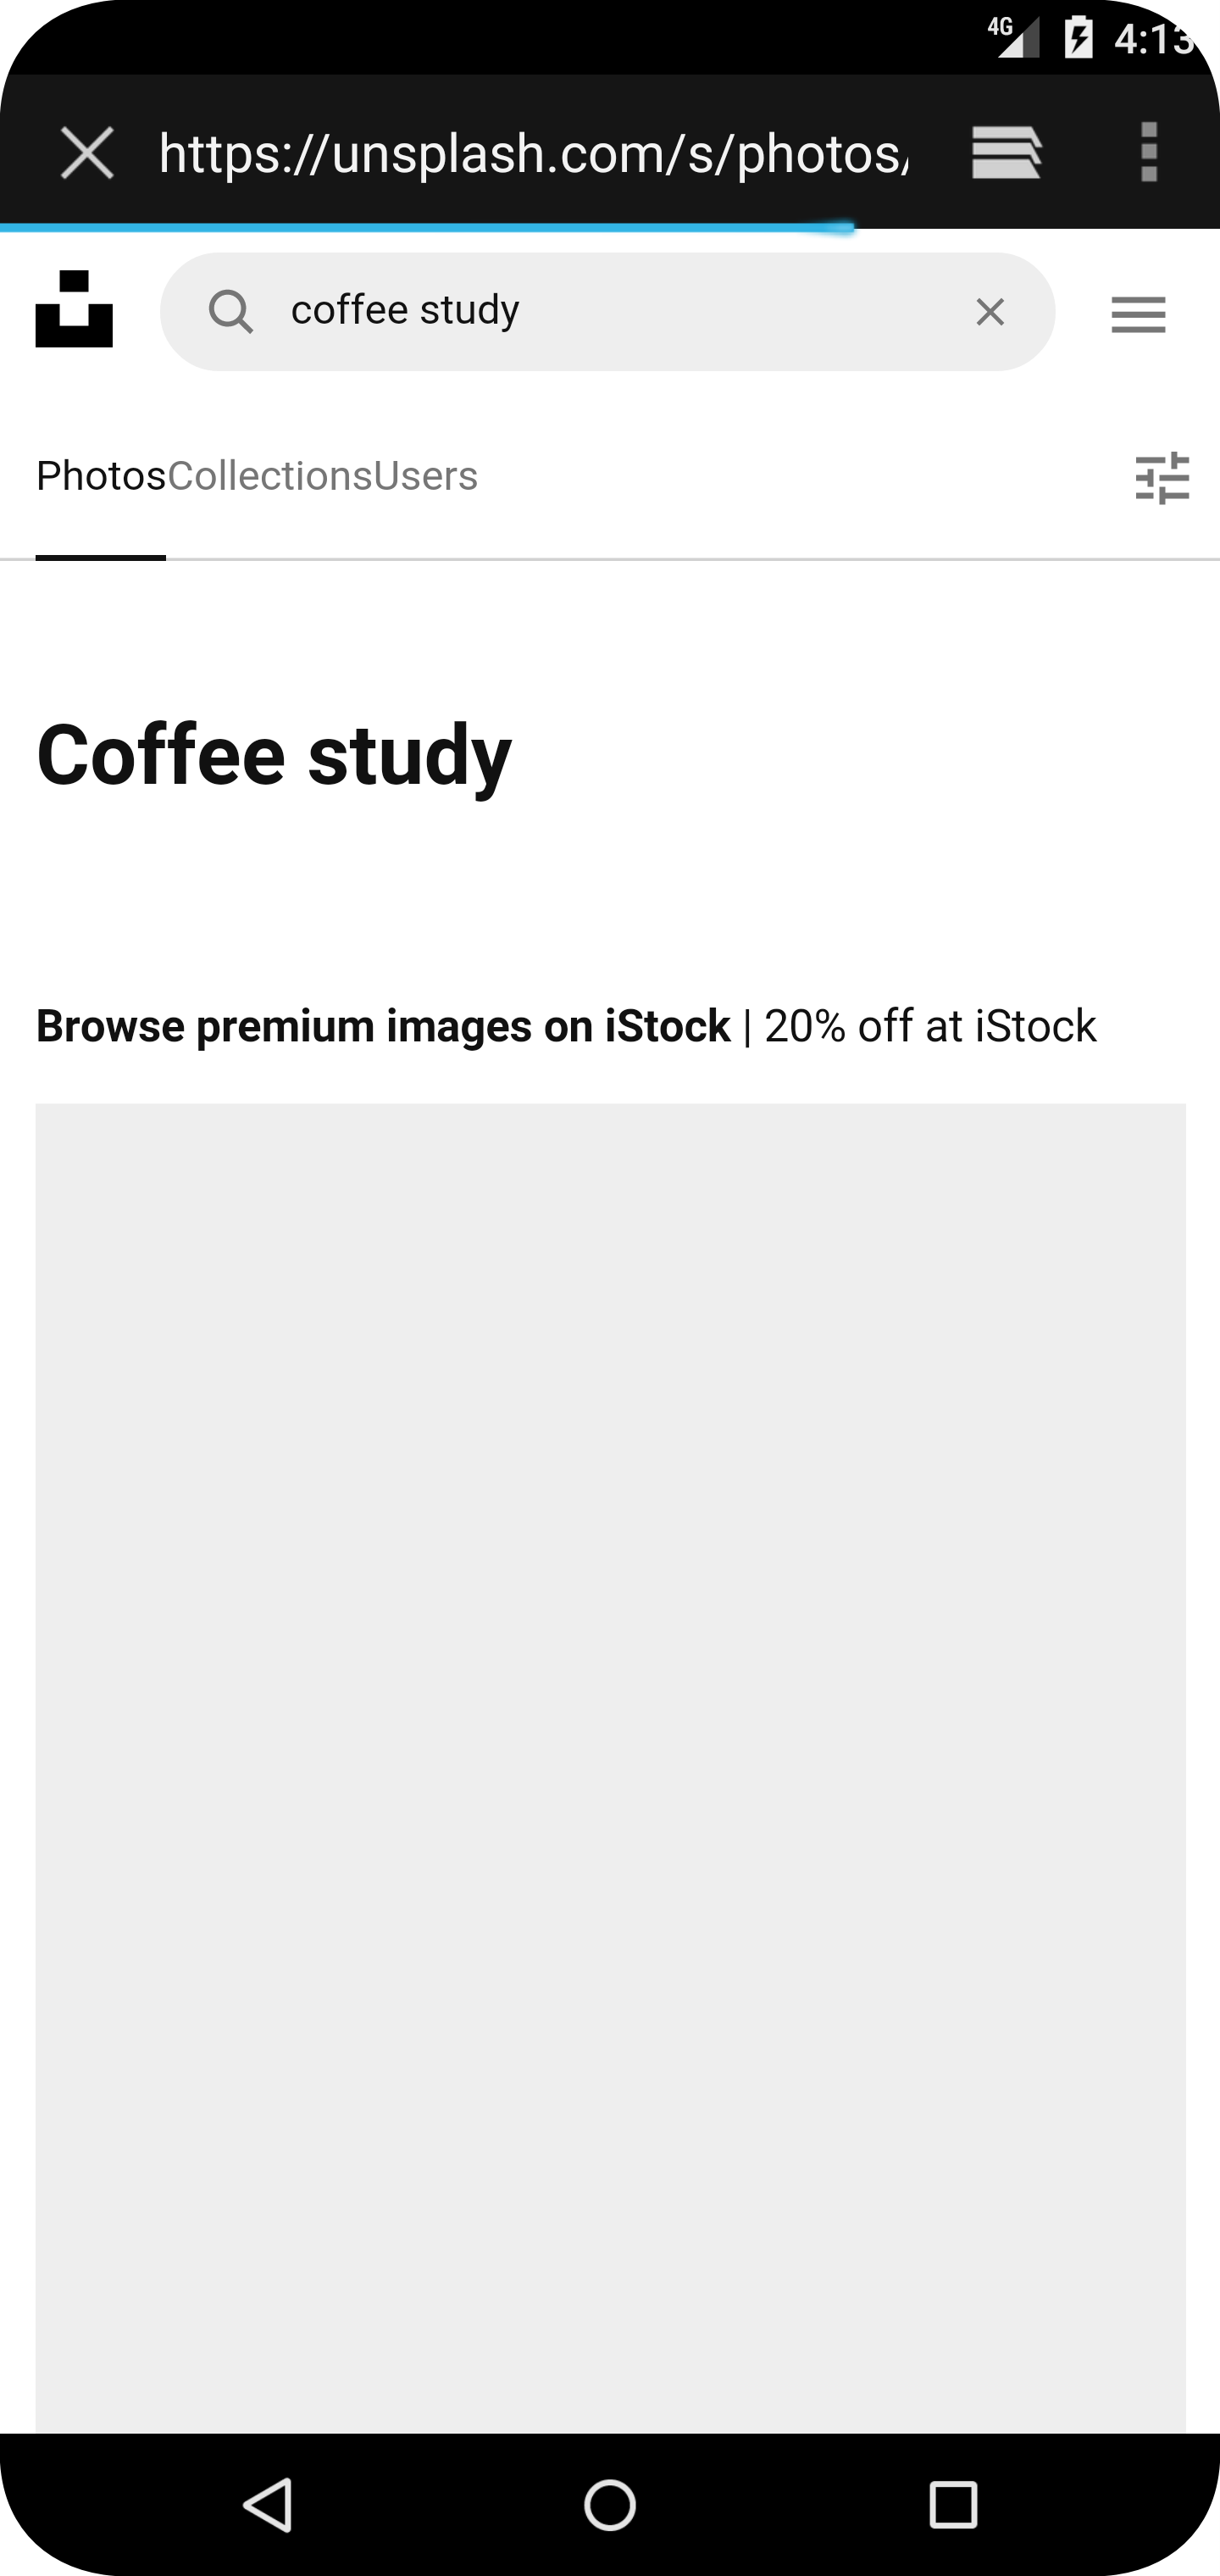 4G 4:13
https://unsplash.com/s/photos/
coffee study
Photos Collections Users
Coffee study
Browse premium images on iStock | 20% off at iStock